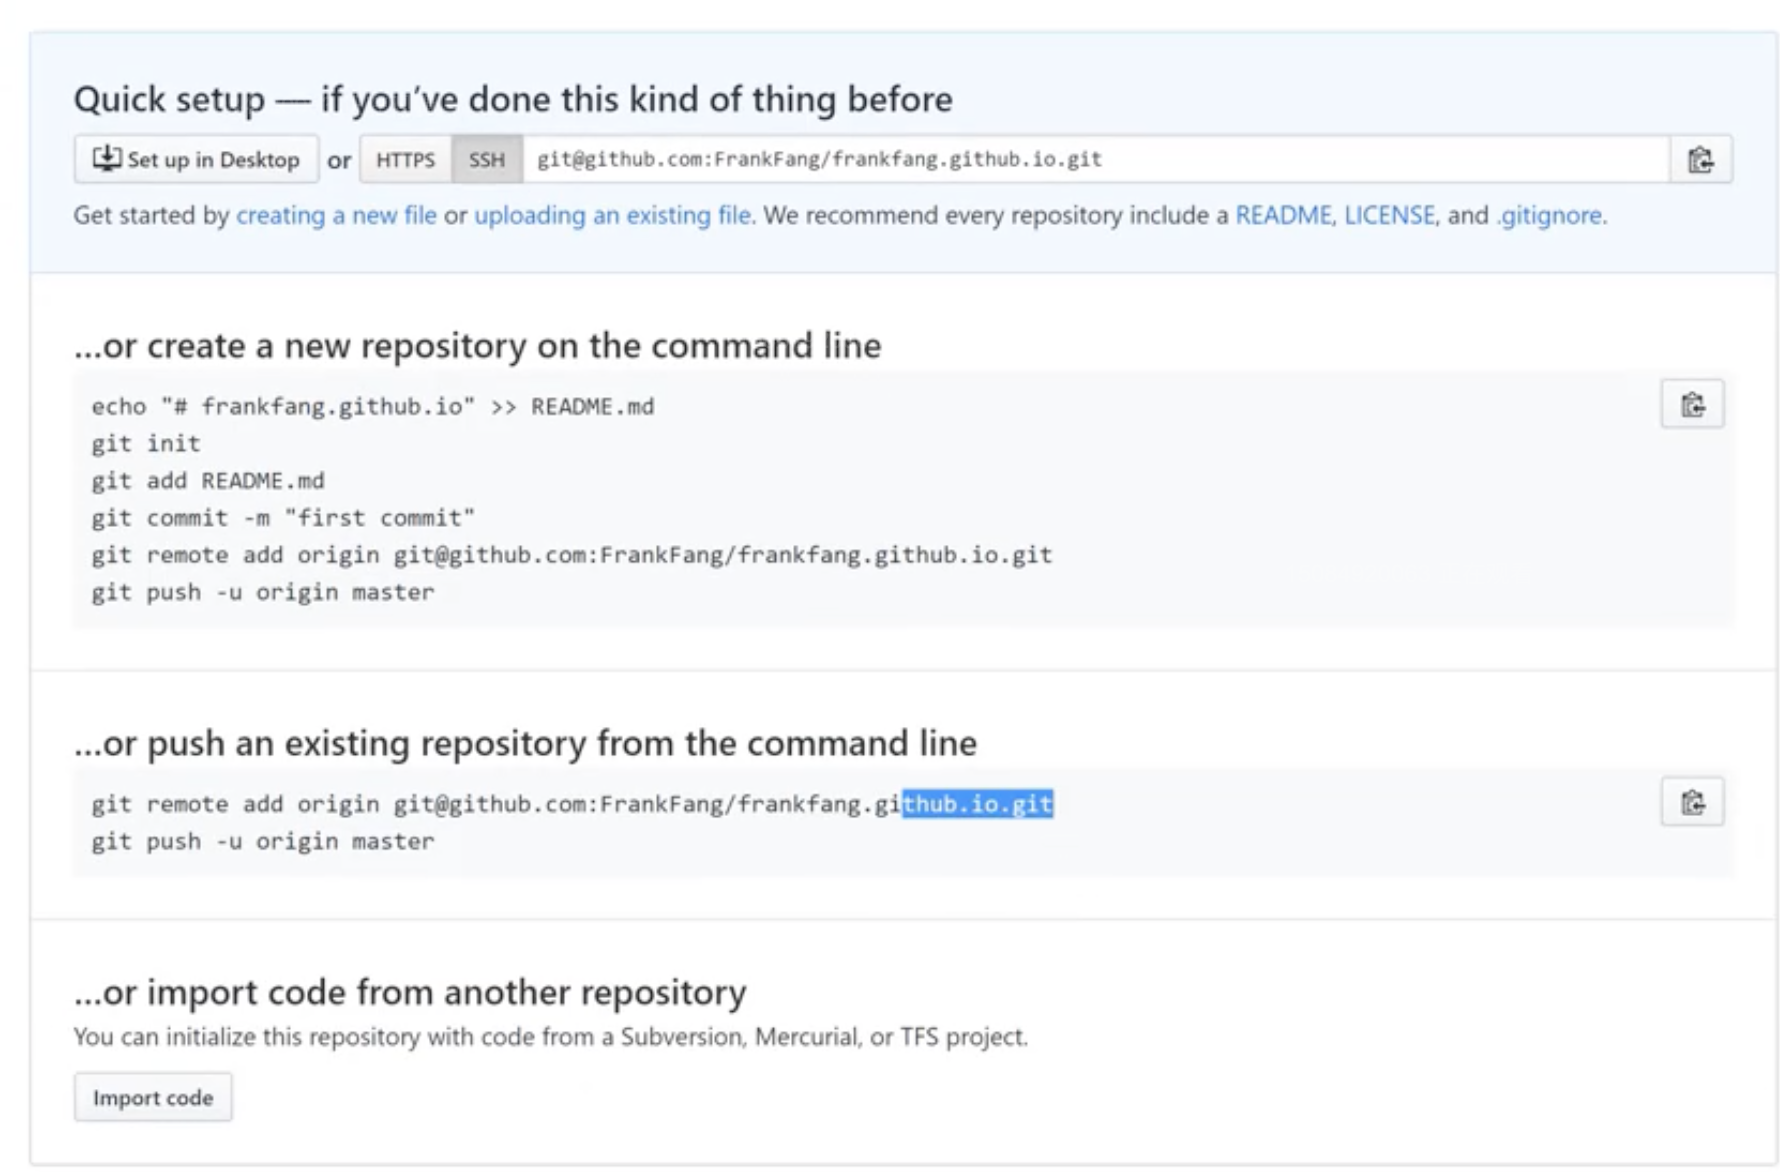 Quick setup — if you've done this kind of thing before
Set up in Desktop or HTTPS SSH git@github.com:FrankFang/frankfang.github.io.git
Get started by creating a new file or uploading an existing file. We recommend every repository include a README, LICENSE, and .gitignore.
...or create a new repository on the command line
echo "# frankfang.github.io" >> README.md
git init
git add README.md
git commit -m "first commit"
git remote add origin git@github.com:FrankFang/frankfang.github.io.git
git push -u origin master
...or push an existing repository from the command line
git remote add origin git@github.com:FrankFang/frankfang.github.io.git
git push -u origin master
...or import code from another repository
You can initialize this repository with code from a Subversion, Mercurial, or TFS project.
Import code